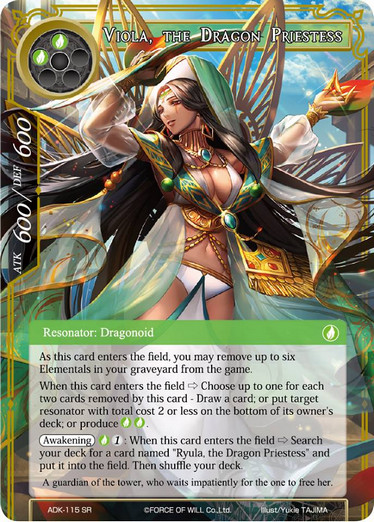 Viola, the Dragon Priestess
ATK 600 / DEF 600
Resonator: Dragonoid
As this card enters the field, you may remove up to six
Elementals in your graveyard from the game.
When this card enters the field ⇨ Choose up to one for each
two cards removed by this card - Draw a card; or put target
resonator with total cost 2 or less on the bottom of its owner's
deck; or produce .
Awakening 1 : When this card enters the field ⇨ Search
your deck for a card named "Ryula, the Dragon Priestess" and
put it into the field. Then shuffle your deck.
A guardian of the tower, who waits impatiently for the one to free her.
ADK-115 SR ©FORCE OF WILL Co.,Ltd. Illust/Yukie TAJIMA